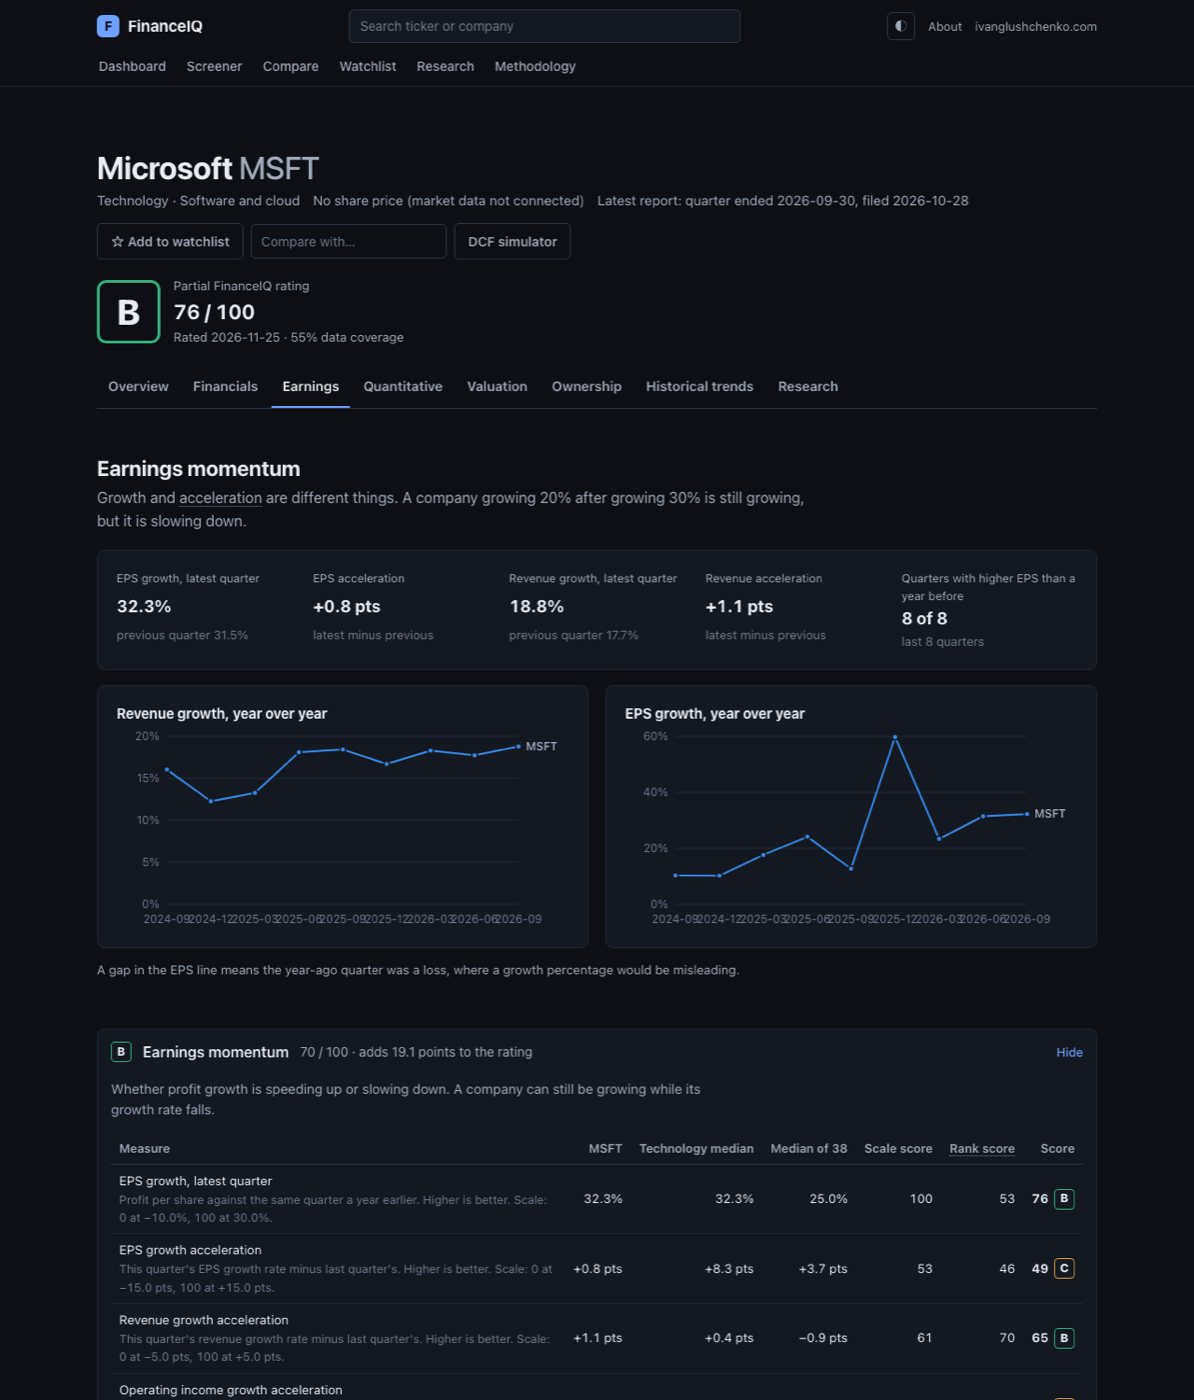 F FinanceIQ
Search ticker or company
About ivanglushchenko.com
Dashboard Screener Compare Watchlist Research Methodology
Microsoft MSFT
Technology · Software and cloud No share price (market data not connected) Latest report: quarter ended 2026-09-30, filed 2026-10-28
☆ Add to watchlist Compare with... DCF simulator
B
Partial FinanceIQ rating
76 / 100
Rated 2026-11-25 · 55% data coverage
Overview Financials Earnings Quantitative Valuation Ownership Historical trends Research
Earnings momentum
Growth and acceleration are different things. A company growing 20% after growing 30% is still growing,
but it is slowing down.
EPS growth, latest quarter
32.3%
previous quarter 31.5%
EPS acceleration
+0.8 pts
latest minus previous
Revenue growth, latest quarter
18.8%
previous quarter 17.7%
Revenue acceleration
+1.1 pts
latest minus previous
Quarters with higher EPS than a
year before
8 of 8
last 8 quarters
Revenue growth, year over year
20%
15%
10%
5%
0%
MSFT
2024-09 2024-12 2025-03 2025-06 2025-09 2025-12 2026-03 2026-06 2026-09
EPS growth, year over year
60%
40%
20%
0%
MSFT
2024-09 2024-12 2025-03 2025-06 2025-09 2025-12 2026-03 2026-06 2026-09
A gap in the EPS line means the year-ago quarter was a loss, where a growth percentage would be misleading.
B Earnings momentum 70 / 100 · adds 19.1 points to the rating Hide
Whether profit growth is speeding up or slowing down. A company can still be growing while its
growth rate falls.
Measure MSFT Technology median Median of 38 Scale score Rank score Score
EPS growth, latest quarter
Profit per share against the same quarter a year earlier. Higher is better. Scale:
0 at −10.0%, 100 at 30.0%.
32.3% 32.3% 25.0% 100 53 76 B
EPS growth acceleration
This quarter's EPS growth rate minus last quarter's. Higher is better. Scale: 0 at
−15.0 pts, 100 at +15.0 pts.
+0.8 pts +8.3 pts +3.7 pts 53 46 49 C
Revenue growth acceleration
This quarter's revenue growth rate minus last quarter's. Higher is better. Scale:
0 at −5.0 pts, 100 at +5.0 pts.
+1.1 pts +0.4 pts −0.9 pts 61 70 65 B
Operating income growth acceleration